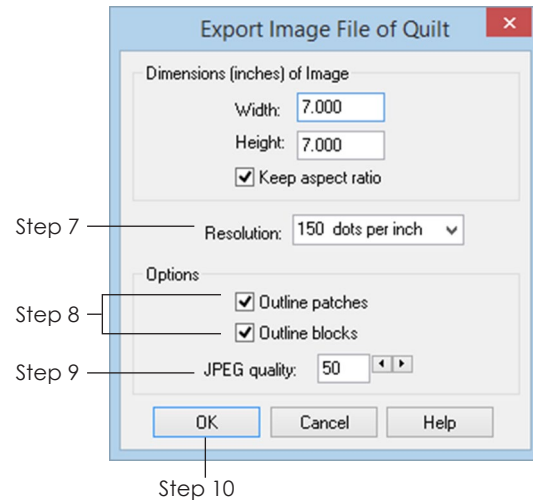 Export Image File of Quilt
Dimensions (inches) of Image
Width: 7.000
Height: 7.000
Keep aspect ratio
Step 7
Resolution: 150 dots per inch
Options
Outline patches
Step 8
Outline blocks
Step 9
JPEG quality: 50
OK Cancel Help
Step 10